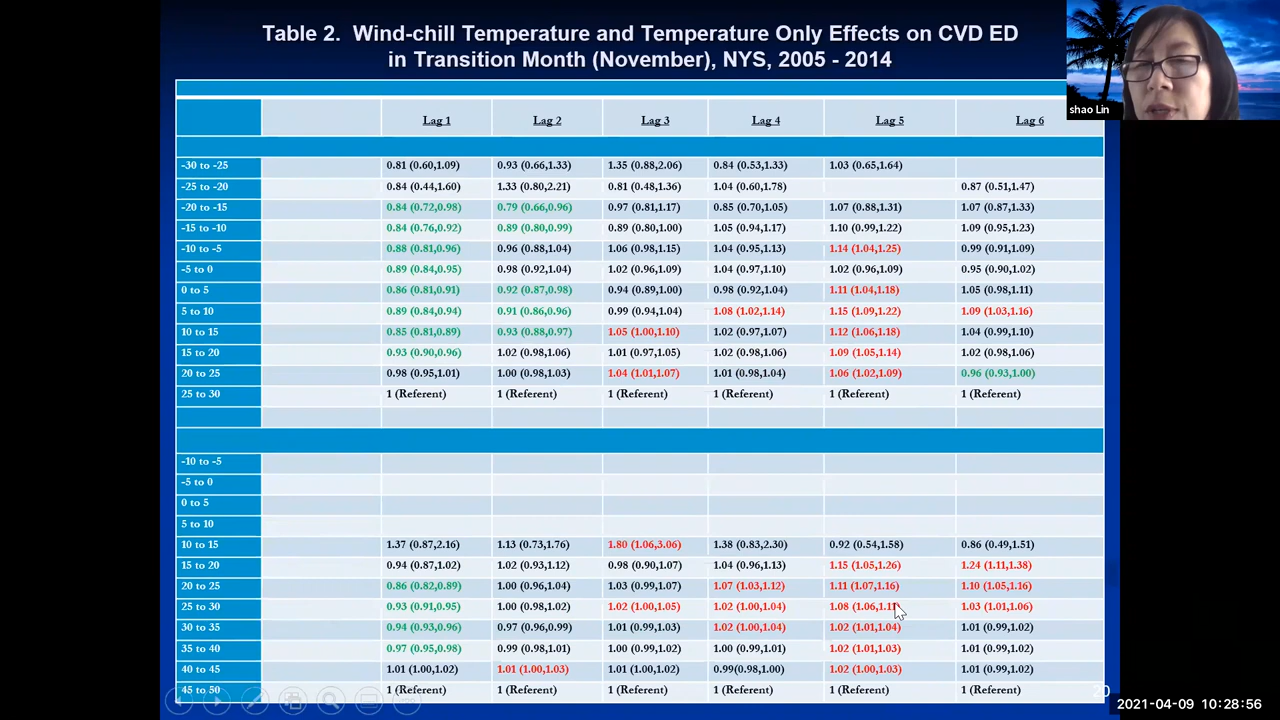 Table 2. Wind-chill Temperature and Temperature Only Effects on CVD ED
in Transition Month (November), NYS, 2005 - 2014
shao Lin
Lag 1 Lag 2 Lag 3 Lag 4 Lag 5 Lag 6
-30 to -25 0.81 (0.60,1.09) 0.93 (0.66,1.33) 1.35 (0.88,2.06) 0.84 (0.53,1.33) 1.03 (0.65,1.64)
-25 to -20 0.84 (0.44,1.60) 1.33 (0.80,2.21) 0.81 (0.48,1.36) 1.04 (0.60,1.78) 0.87 (0.51,1.47)
-20 to -15 0.84 (0.72,0.98) 0.79 (0.66,0.96) 0.97 (0.81,1.17) 0.85 (0.70,1.05) 1.07 (0.88,1.31) 1.07 (0.87,1.33)
-15 to -10 0.84 (0.76,0.92) 0.89 (0.80,0.99) 0.89 (0.80,1.00) 1.05 (0.94,1.17) 1.10 (0.99,1.22) 1.09 (0.95,1.23)
-10 to -5 0.88 (0.81,0.96) 0.96 (0.88,1.04) 1.06 (0.98,1.15) 1.04 (0.95,1.13) 1.14 (1.04,1.25) 0.99 (0.91,1.09)
-5 to 0 0.89 (0.84,0.95) 0.98 (0.92,1.04) 1.02 (0.96,1.09) 1.04 (0.97,1.10) 1.02 (0.96,1.09) 0.95 (0.90,1.02)
0 to 5 0.86 (0.81,0.91) 0.92 (0.87,0.98) 0.94 (0.89,1.00) 0.98 (0.92,1.04) 1.11 (1.04,1.18) 1.05 (0.98,1.11)
5 to 10 0.89 (0.84,0.94) 0.91 (0.86,0.96) 0.99 (0.94,1.04) 1.08 (1.02,1.14) 1.15 (1.09,1.22) 1.09 (1.03,1.16)
10 to 15 0.85 (0.81,0.89) 0.93 (0.88,0.97) 1.05 (1.00,1.10) 1.02 (0.97,1.07) 1.12 (1.06,1.18) 1.04 (0.99,1.10)
15 to 20 0.93 (0.90,0.96) 1.02 (0.98,1.06) 1.01 (0.97,1.05) 1.02 (0.98,1.06) 1.09 (1.05,1.14) 1.02 (0.98,1.06)
20 to 25 0.98 (0.95,1.01) 1.00 (0.98,1.03) 1.04 (1.01,1.07) 1.01 (0.98,1.04) 1.06 (1.02,1.09) 0.96 (0.93,1.00)
25 to 30 1 (Referent) 1 (Referent) 1 (Referent) 1 (Referent) 1 (Referent) 1 (Referent)
-10 to -5
-5 to 0
0 to 5
5 to 10
10 to 15 1.37 (0.87,2.16) 1.13 (0.73,1.76) 1.80 (1.06,3.06) 1.38 (0.83,2.30) 0.92 (0.54,1.58) 0.86 (0.49,1.51)
15 to 20 0.94 (0.87,1.02) 1.02 (0.93,1.12) 0.98 (0.90,1.07) 1.04 (0.96,1.13) 1.15 (1.05,1.26) 1.24 (1.11,1.38)
20 to 25 0.86 (0.82,0.89) 1.00 (0.96,1.04) 1.03 (0.99,1.07) 1.07 (1.03,1.12) 1.11 (1.07,1.16) 1.10 (1.05,1.16)
25 to 30 0.93 (0.91,0.95) 1.00 (0.98,1.02) 1.02 (1.00,1.05) 1.02 (1.00,1.04) 1.08 1.03 (1.01,1.06)
30 to 35 0.94 (0.93,0.96) 0.97 (0.96,0.99) 1.01 (0.99,1.03) 1.02 (1.00,1.04) 1.02 (1.01,1.04) 1.01 (0.99,1.02)
35 to 40 0.97 (0.95,0.98) 0.99 (0.98,1.01) 1.00 (0.99,1.02) 1.00 (0.99,1.01) 1.02 (1.01,1.03) 1.01 (0.99,1.02)
40 to 45 1.01 (1.00,1.02) 1.01 (1.00,1.03) 1.01 (1.00,1.02) 0.99(0.98,1.00) 1.02 (1.00,1.03) 1.01 (0.99,1.02)
45 to 50 1 (Referent) 1 (Referent) 1 (Referent) 1 (Referent) 1 (Referent) 1 (Referent)
2021-04-09 10:28:56